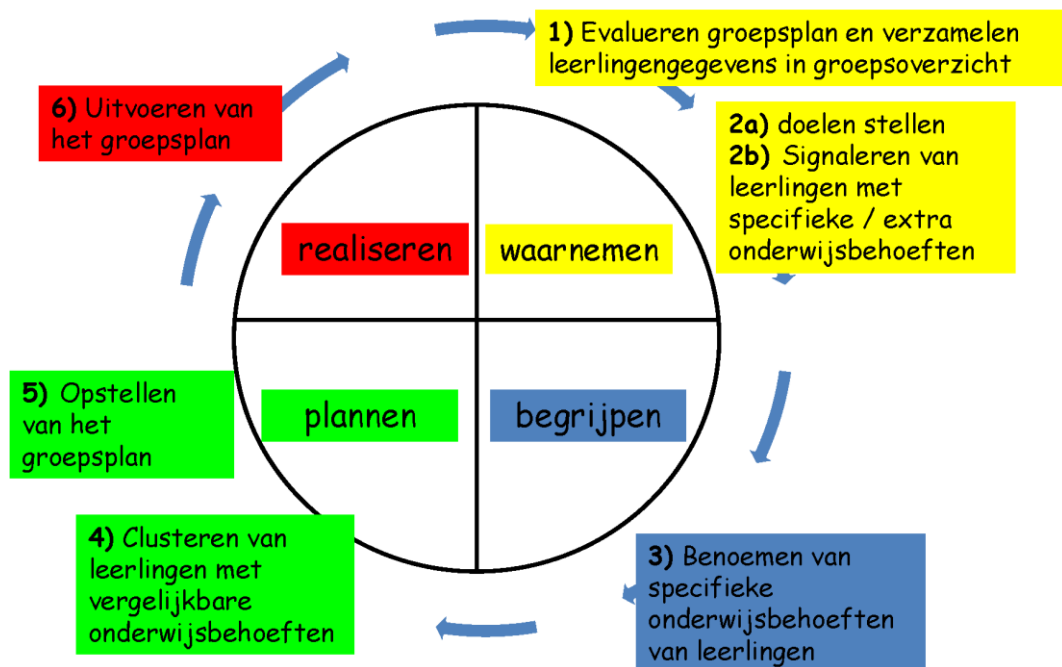 1) Evalueren groepsplan en verzamelen
leerlingengegevens in groepsoverzicht
2a) doelen stellen
2b) Signaleren van
leerlingen met
specifieke / extra
onderwijsbehoeften
3) Benoemen van
specifieke
onderwijsbehoeften
van leerlingen
4) Clusteren van
leerlingen met
vergelijkbare
onderwijsbehoeften
5) Opstellen
van het
groepsplan
6) Uitvoeren van
het groepsplan
realiseren
waarnemen
plannen
begrijpen